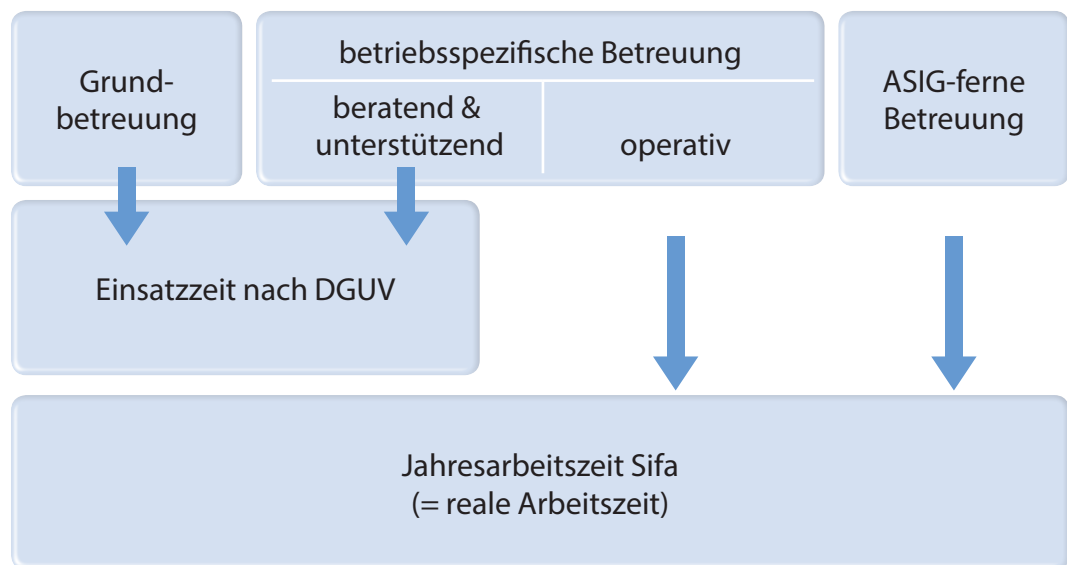 Grund-
betreuung
betriebsspezifische Betreuung
beratend &
unterstützend
operativ
ASIG-ferne
Betreuung
Einsatzzeit nach DGUV
Jahresarbeitszeit Sifa
(= reale Arbeitszeit)